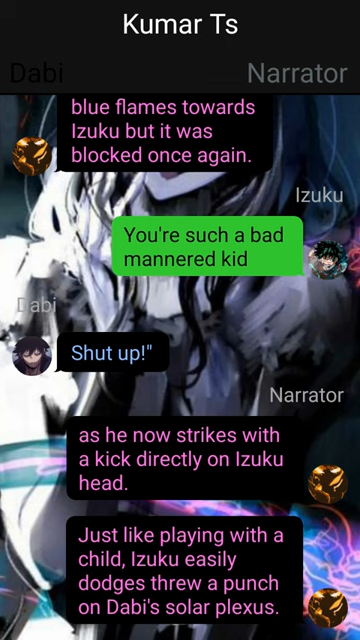 Kumar Ts
Dabi
Narrator
blue flames towards
Izuku but it was
blocked once again.
Izuku
You're such a bad
mannered kid
Dabi
Shut up!"
Narrator
as he now strikes with
a kick directly on Izuku
head.
Just like playing with a
child, Izuku easily
dodges threw a punch
on Dabi's solar plexus.